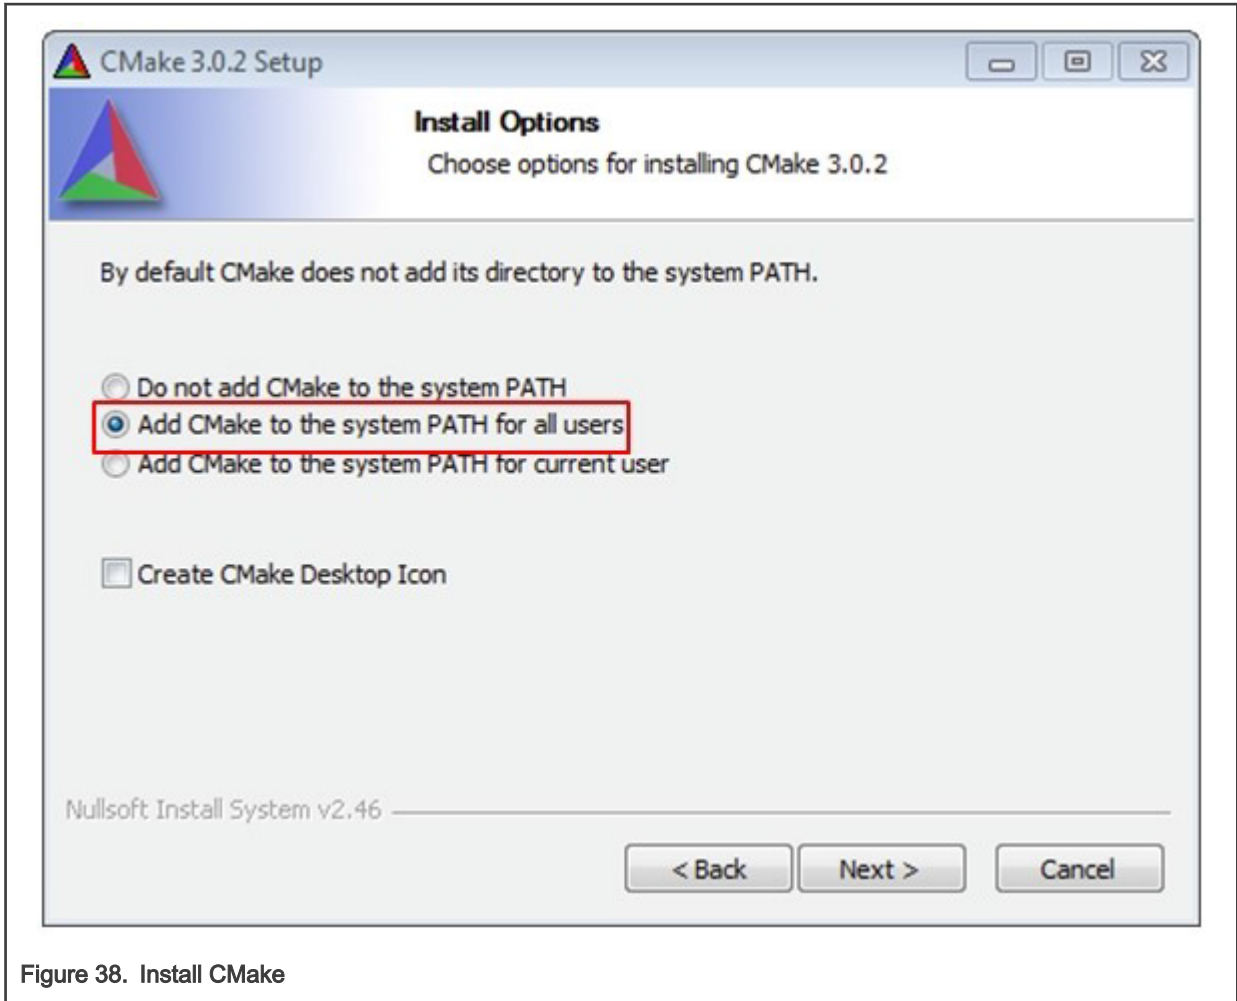 CMake 3.0.2 Setup
Install Options
Choose options for installing CMake 3.0.2
By default CMake does not add its directory to the system PATH.
Do not add CMake to the system PATH
Add CMake to the system PATH for all users
Add CMake to the system PATH for current user
Create CMake Desktop Icon
Nullsoft Install System v2.46
< Back Next > Cancel
Figure 38. Install CMake